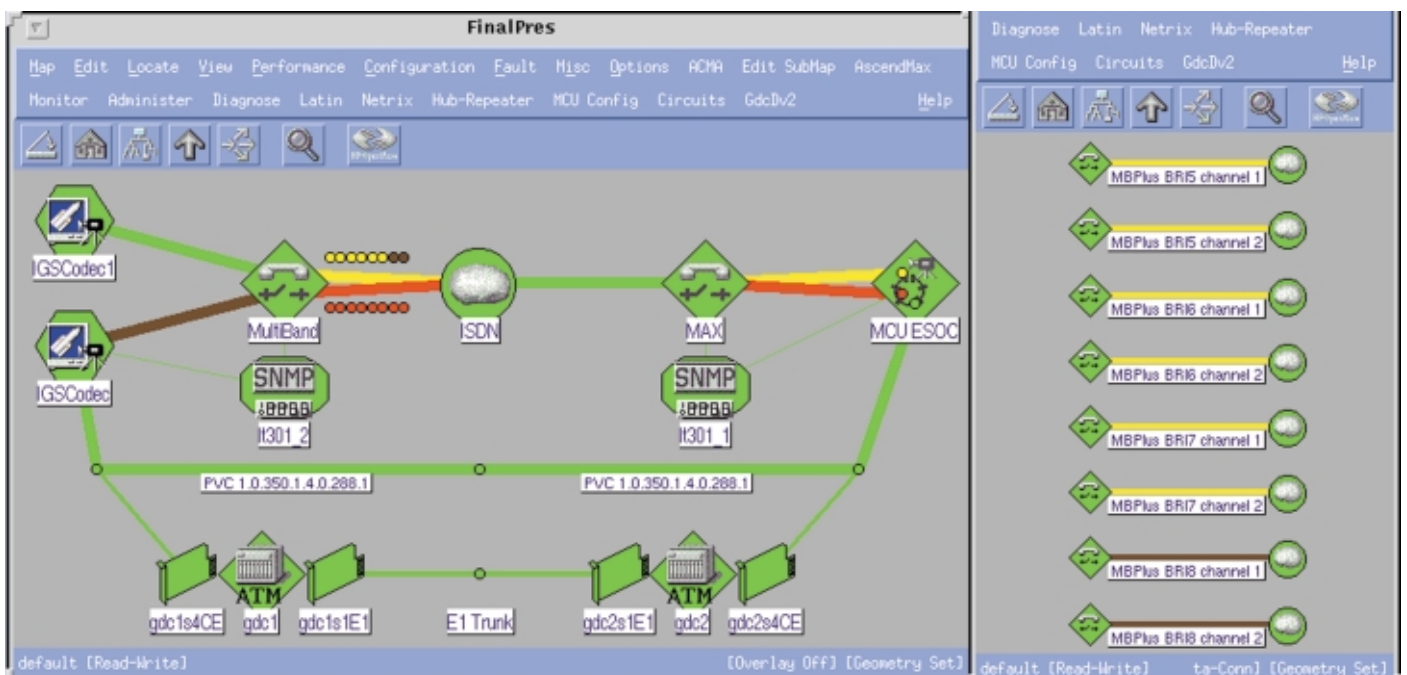 FinalPres
Map Edit Locate View Performance Configuration Fault Misc Options ACMA Edit SubMap AscendMax
Monitor Administer Diagnose Latin Netrix Hub-Repeater MCU Config Circuits GdcDv2 Help
IGSCodec1
MultiBand
ISDN
MAX
MCU ESOC
IGSCodec
SNMP
SNMP
lt301_2
lt301_1
PVC 1.0.350.1.4.0.288.1
PVC 1.0.350.1.4.0.288.1
ATM
ATM
gdc1s4CE
gdc1
gdc1s1E1
E1 Trunk
gdc2s1E1
gdc2
gdc2s4CE
default [Read-Write] [Overlay Off] [Geometry Set]
Diagnose Latin Netrix Hub-Repeater
MCU Config Circuits GdcDv2 Help
MBPlus BRI5 channel 1
MBPlus BRI5 channel 2
MBPlus BRI6 channel 1
MBPlus BRI6 channel 2
MBPlus BRI7 channel 1
MBPlus BRI7 channel 2
MBPlus BRI8 channel 1
MBPlus BRI8 channel 2
default [Read-Write] ta-Conn] [Geometry Set]